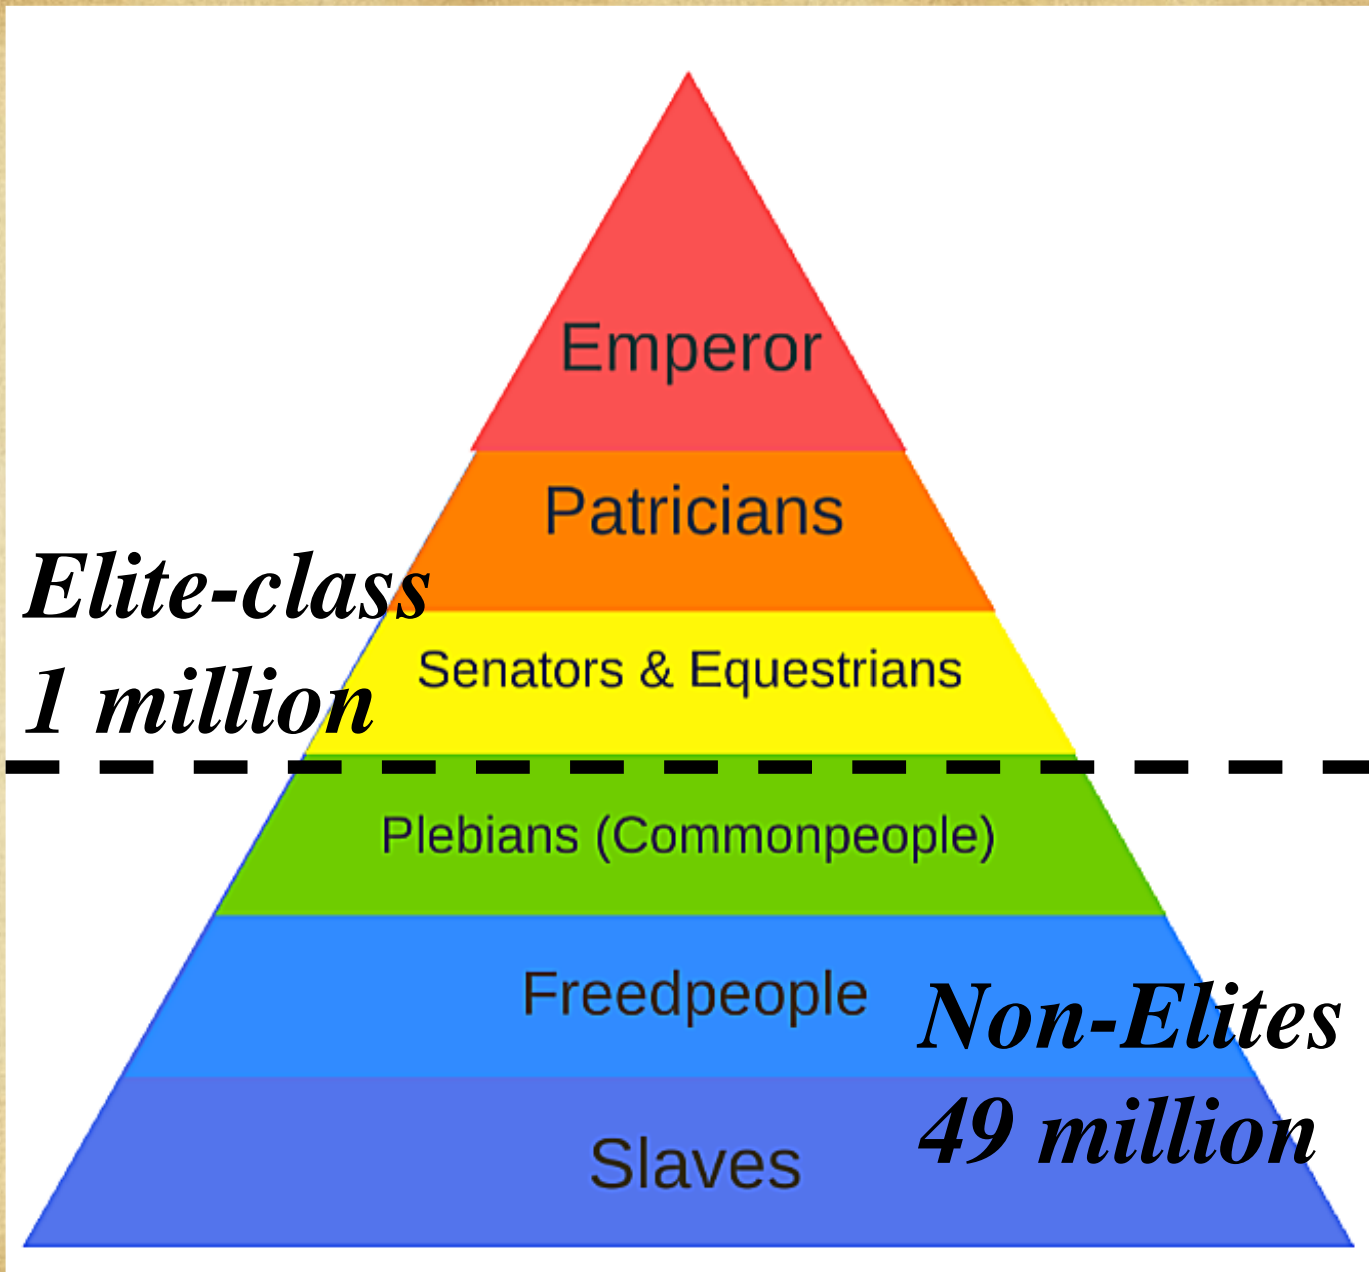 Emperor
Patricians
Elite-class
1 million
Senators & Equestrians
Plebians (Commonpeople)
Freedpeople
Non-Elites
49 million
Slaves